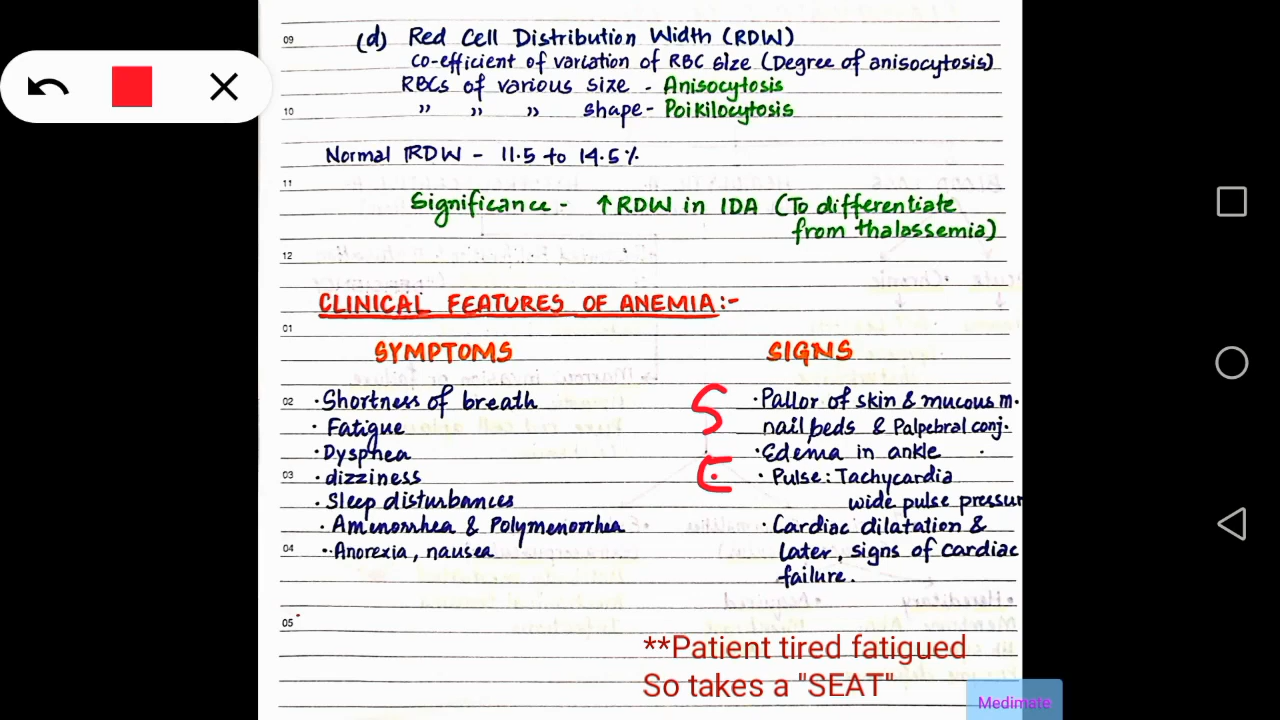 09
(d) Red Cell Distribution Width (RDW)
co-efficient of variation of RBC size (Degree of anisocytosis)
RBCs of various size - Anisocytosis
" " " shape - Poikilocytosis
10
Normal RDW - 11.5 to 14.5%
11
Significance - ↑RDW in IDA (To differentiate
from thalassemia)
12
CLINICAL FEATURES OF ANEMIA:-
01
SYMPTOMS
02
·Shortness of breath
· Fatigue
·Dysphea
03
·dizziness
·Sleep disturbances
·Amenorrhea & Polymenorrhea
04
·Anorexia, nausea
S
E
SIGNS
·Pallor of skin & mucous m.
nail beds & Palpebral conj.
·Edema in ankle
· Pulse: Tachycardia
wide pulse pressur
· Cardiac dilatation &
later, signs of cardiac
failure.
05
**Patient tired fatigued
So takes a "SEAT"
Medimate